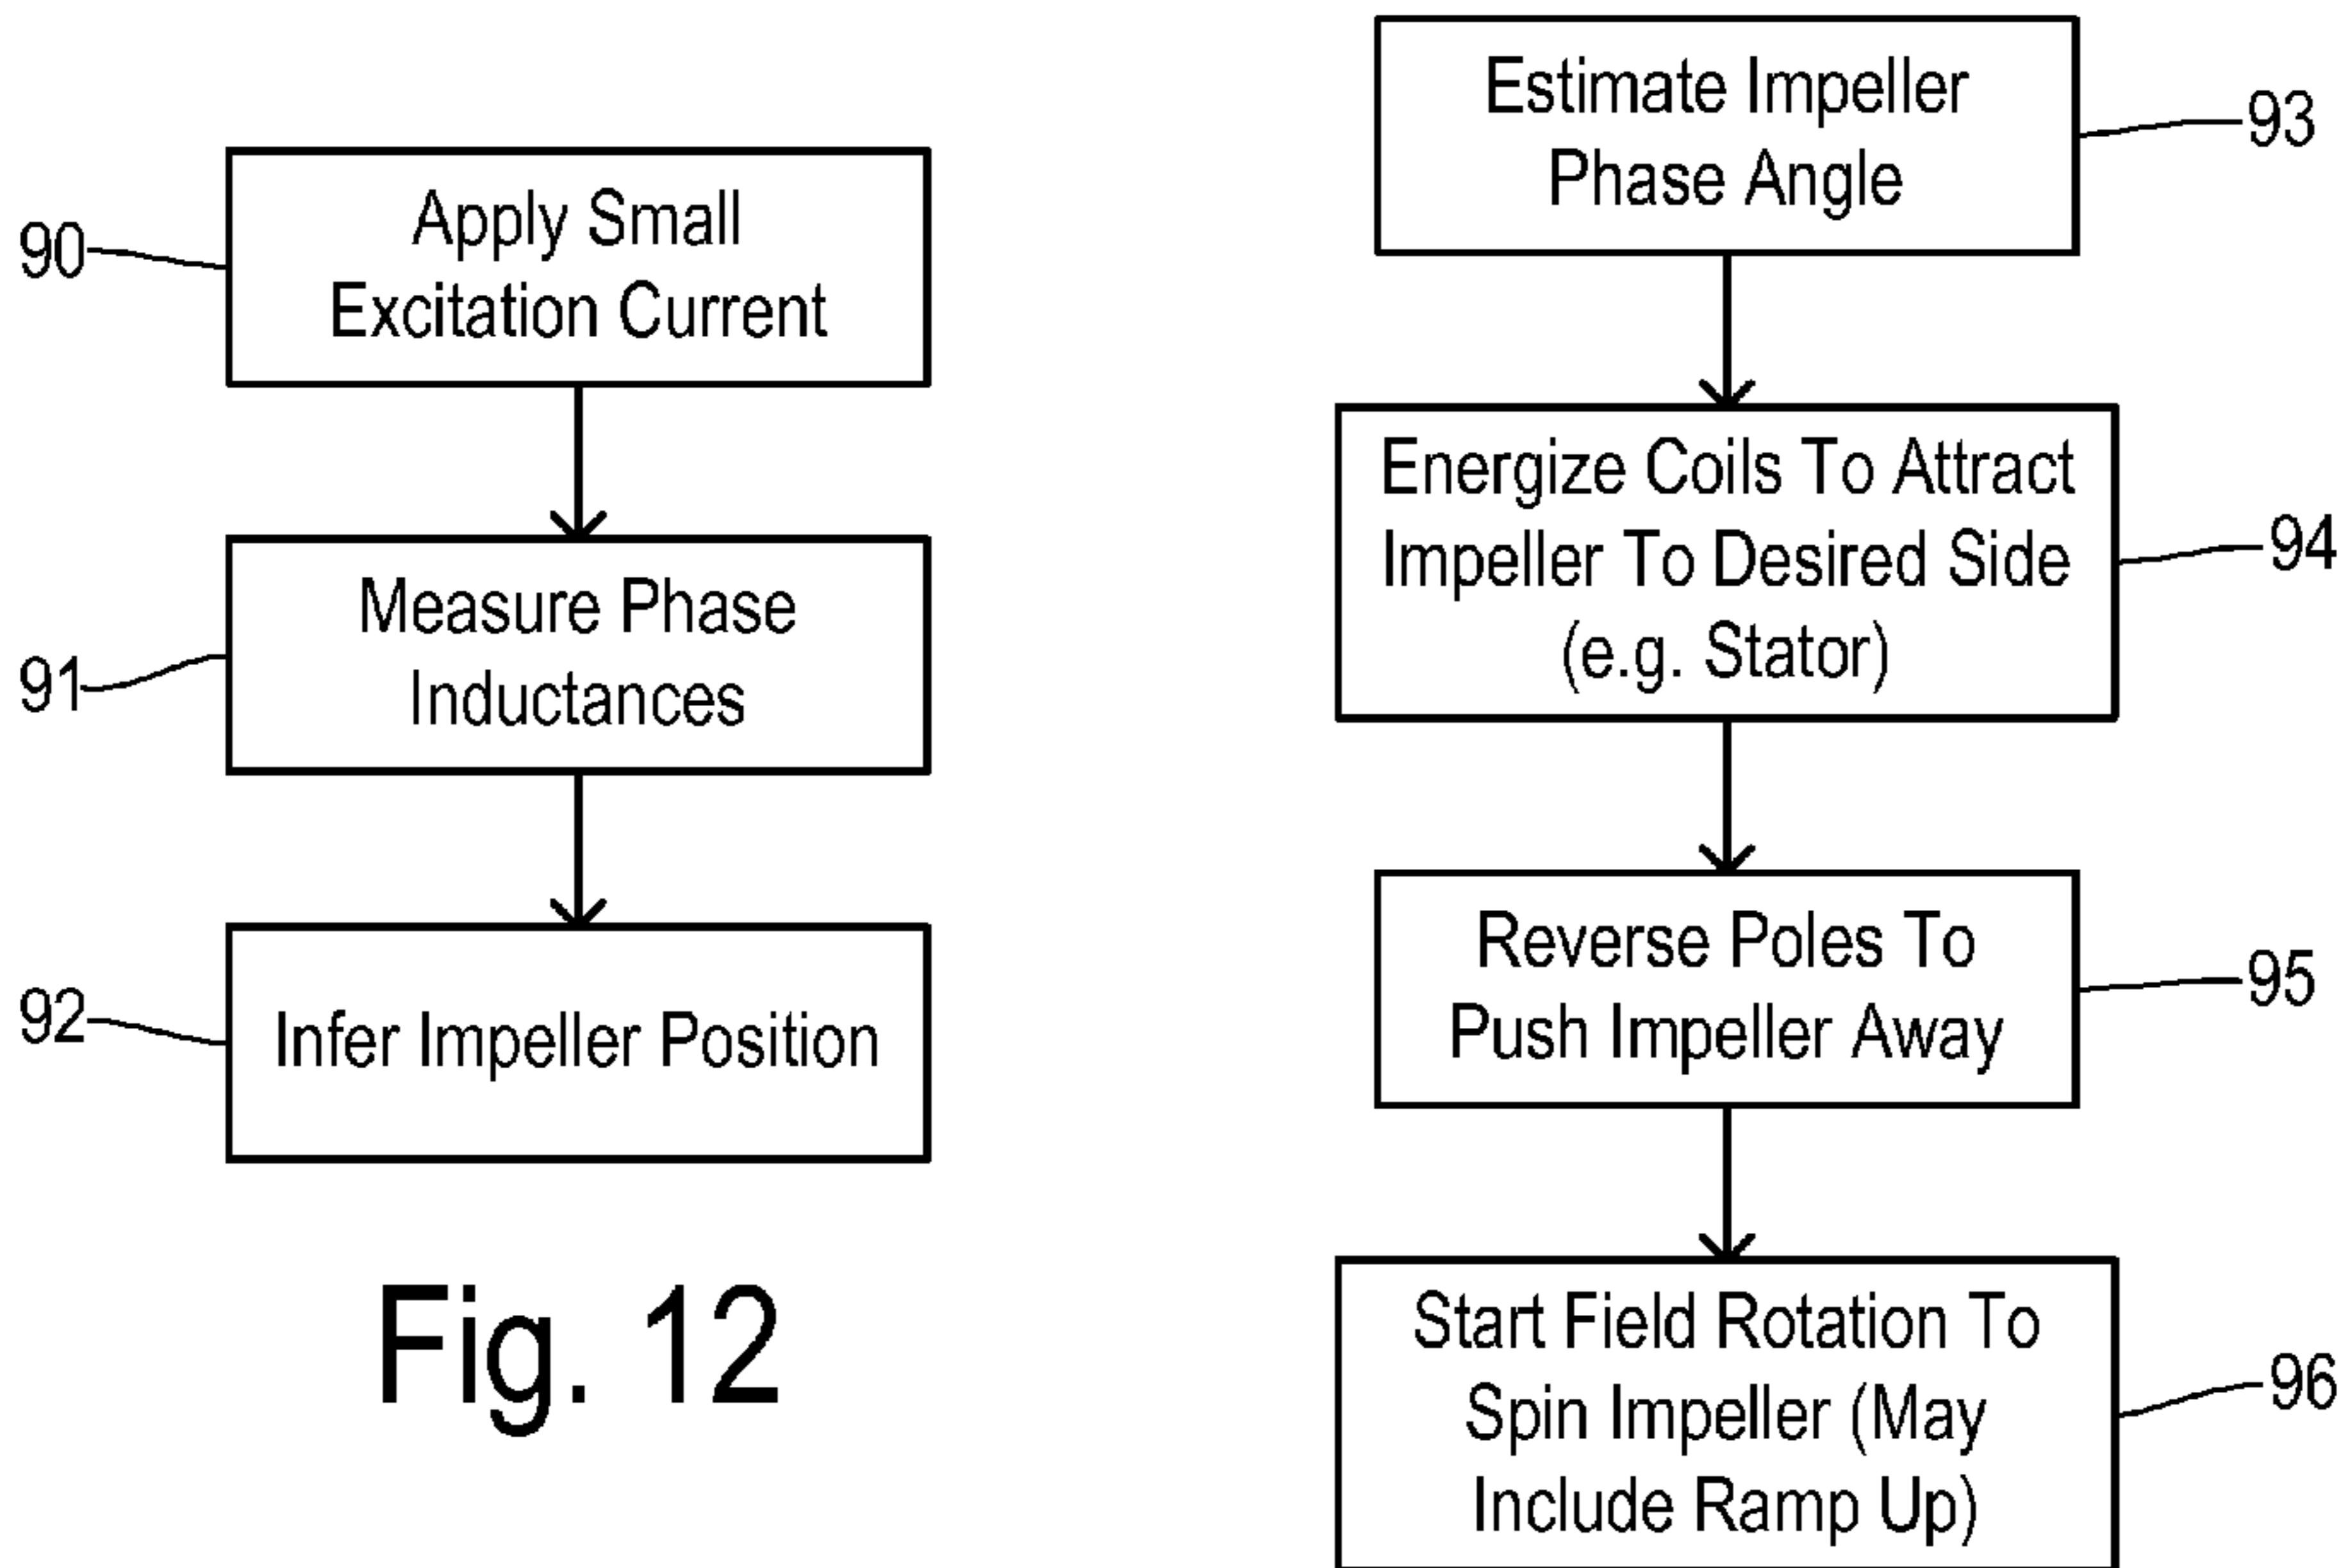 90
Apply Small
Excitation Current
91
Measure Phase
Inductances
92
Infer Impeller Position
Fig. 12
Estimate Impeller
Phase Angle
93
Energize Coils To Attract
Impeller To Desired Side
(e.g. Stator)
94
Reverse Poles To
Push Impeller Away
95
Start Field Rotation To
Spin Impeller (May
Include Ramp Up)
96